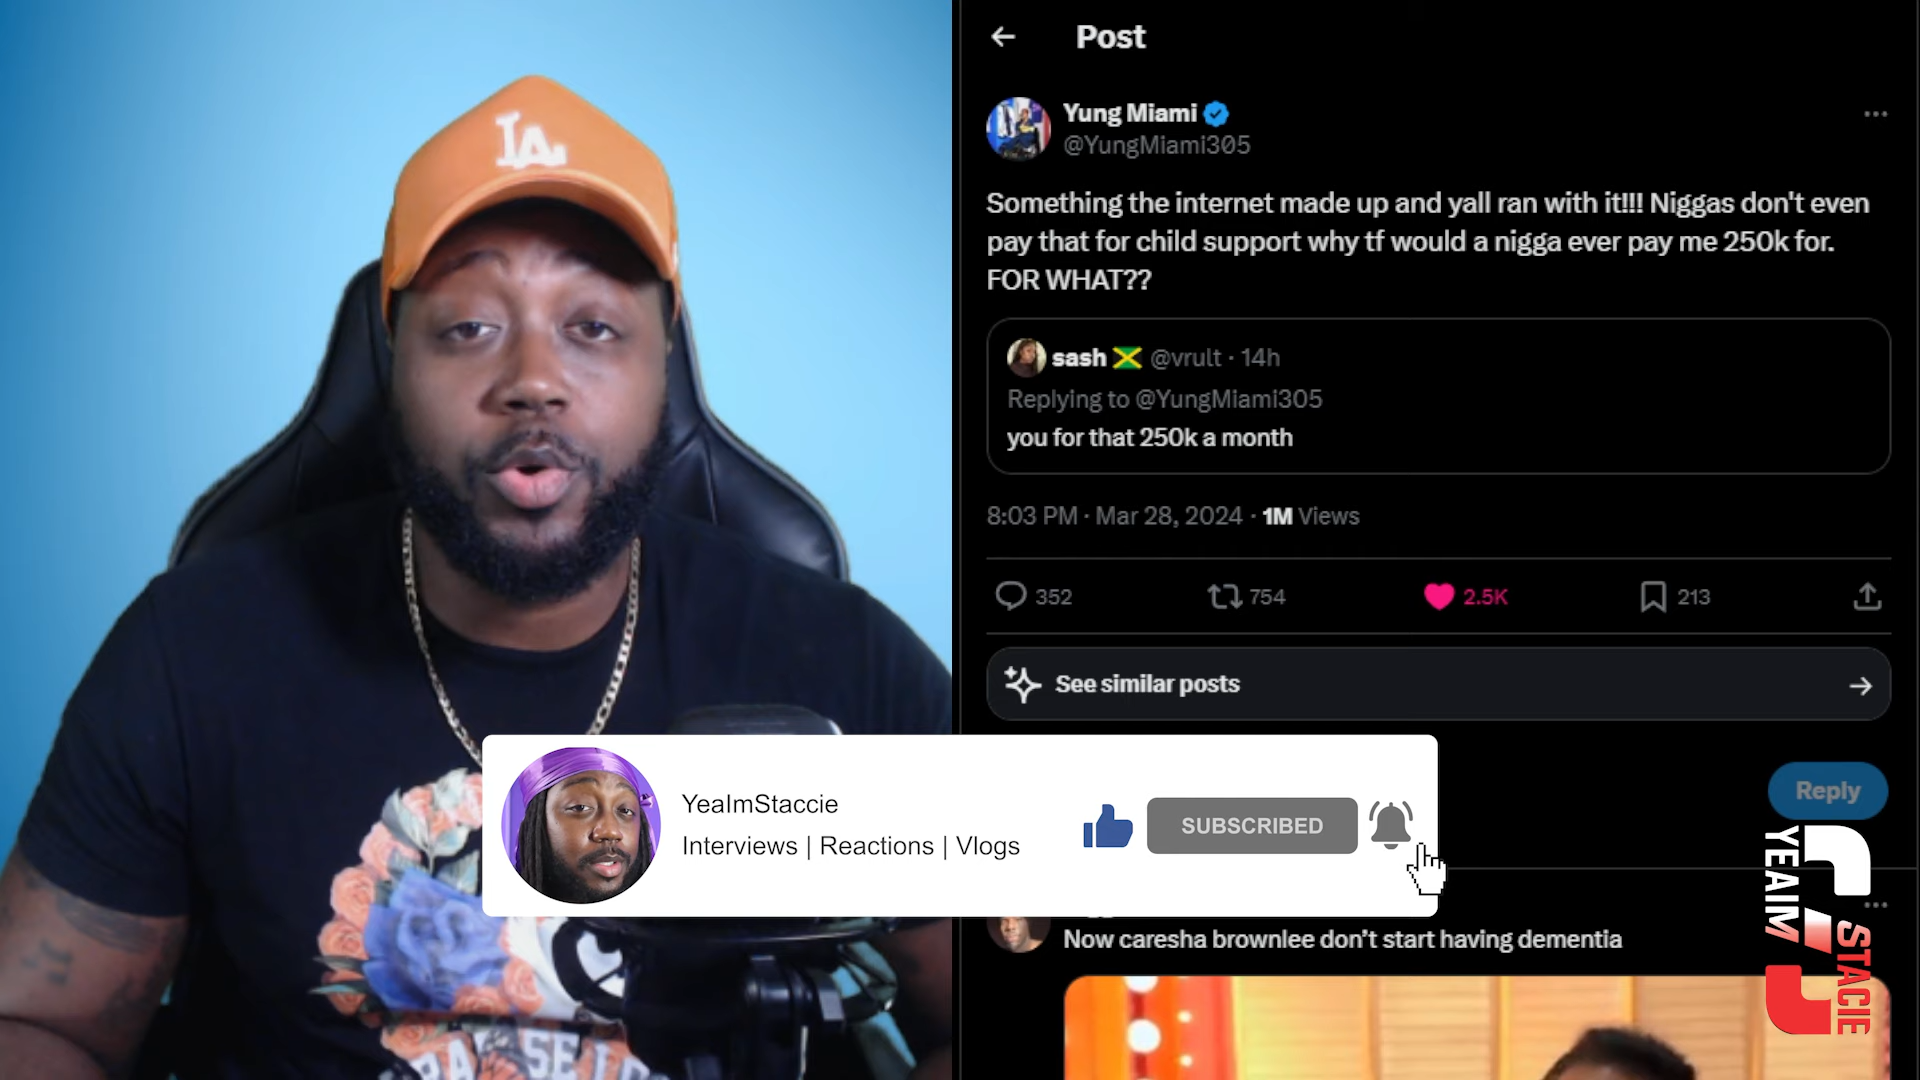 LA
Post
Yung Miami
@YungMiami305
Something the internet made up and yall ran with it!!! Niggas don't even
pay that for child support why tf would a nigga ever pay me 250k for.
FOR WHAT??
sash @vrult · 14h
Replying to @YungMiami305
you for that 250k a month
8:03 PM · Mar 28, 2024 · 1M Views
352 754 2.5K 213
See similar posts
Reply
YeaImStaccie
Interviews | Reactions | Vlogs
SUBSCRIBED
Now caresha brownlee don't start having dementia
YEAIM
STACIE